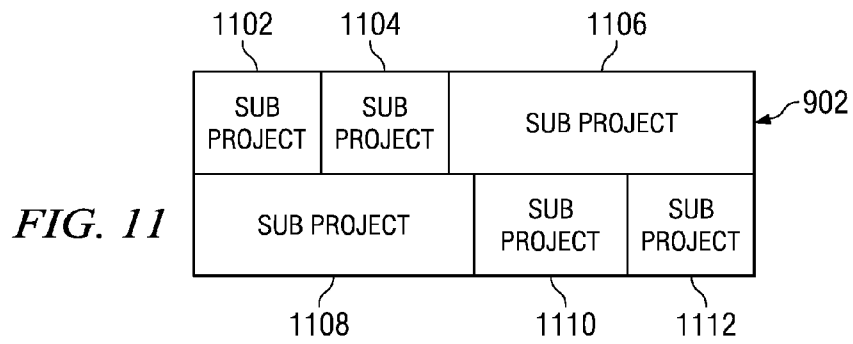 1102 1104 1106
SUB PROJECT SUB PROJECT SUB PROJECT
902
FIG. 11
SUB PROJECT SUB PROJECT SUB PROJECT
1108 1110 1112